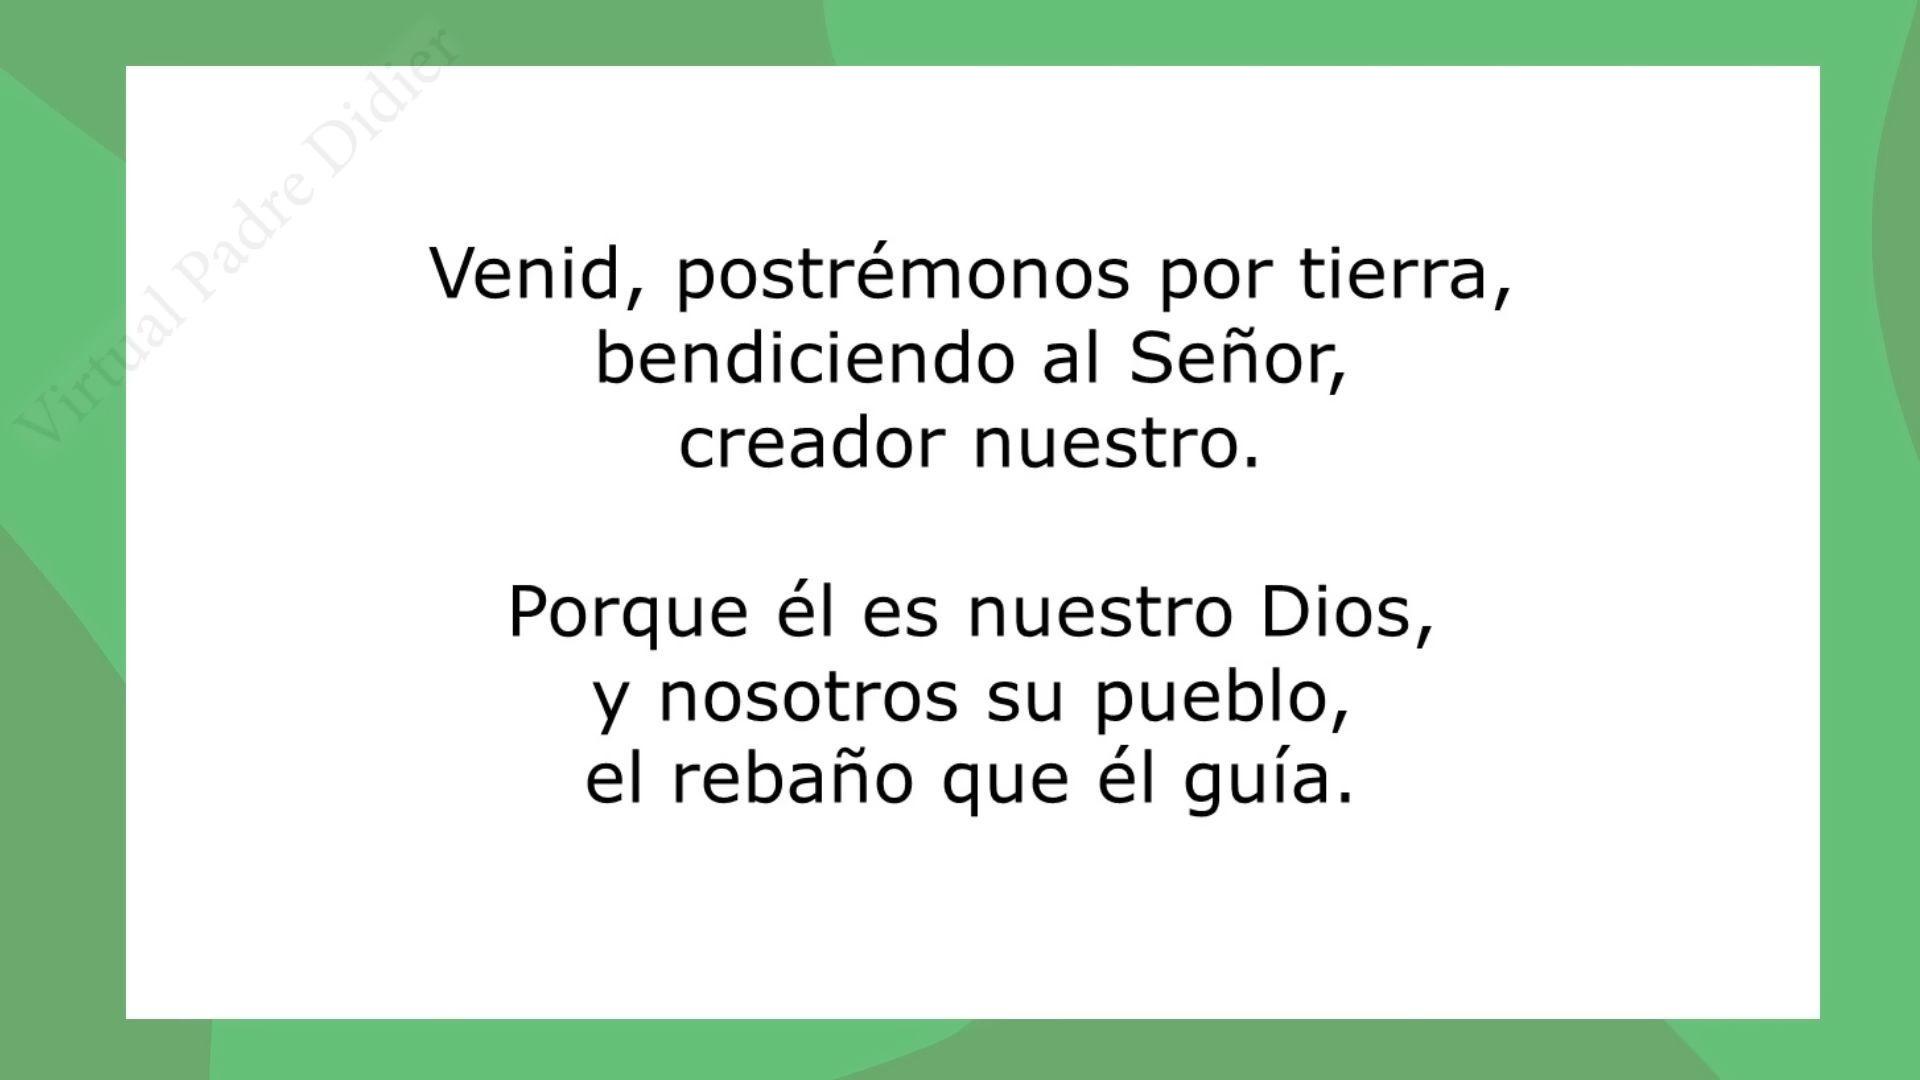 Virtual Padre Didier
Venid, postrémonos por tierra,
bendiciendo al Señor,
creador nuestro.
Porque él es nuestro Dios,
y nosotros su pueblo,
el rebaño que él guía.